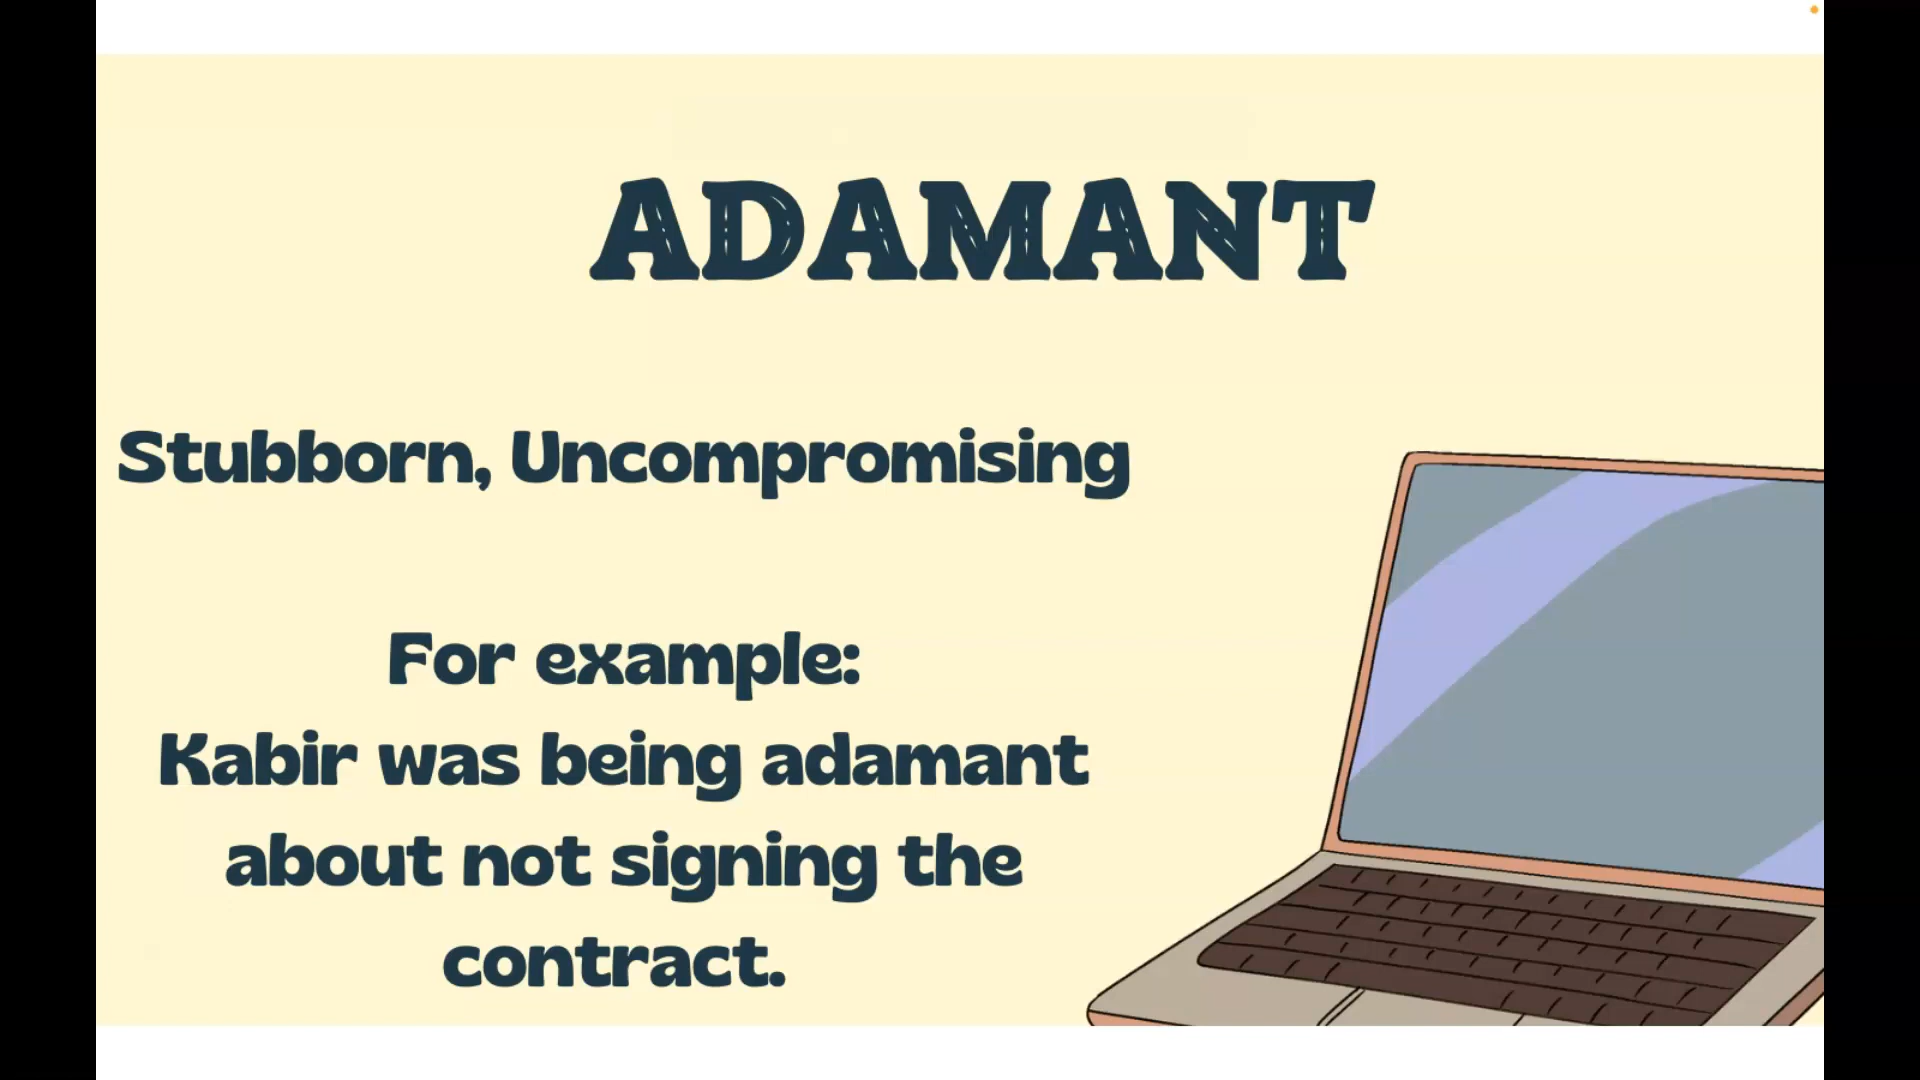 ADAMANT
Stubborn, Uncompromising
For example:
Kabir was being adamant
about not signing the
contract.